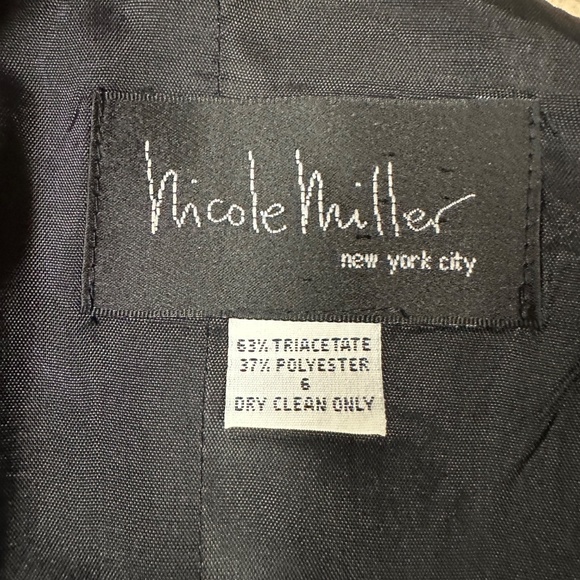 Nicole Miller
new york city
63% TRIACETATE
37% POLYESTER
6
DRY CLEAN ONLY